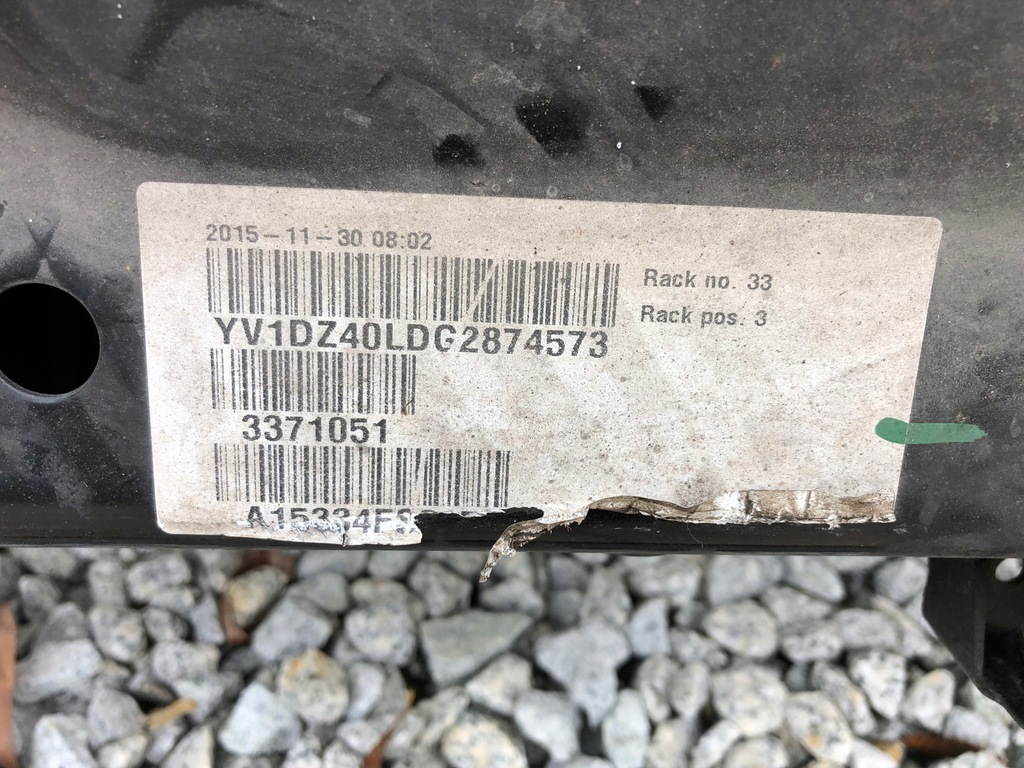 2015-11-30 08:02
Rack no. 33
Rack pos. 3
YV1DZ40LDG2874573
3371051